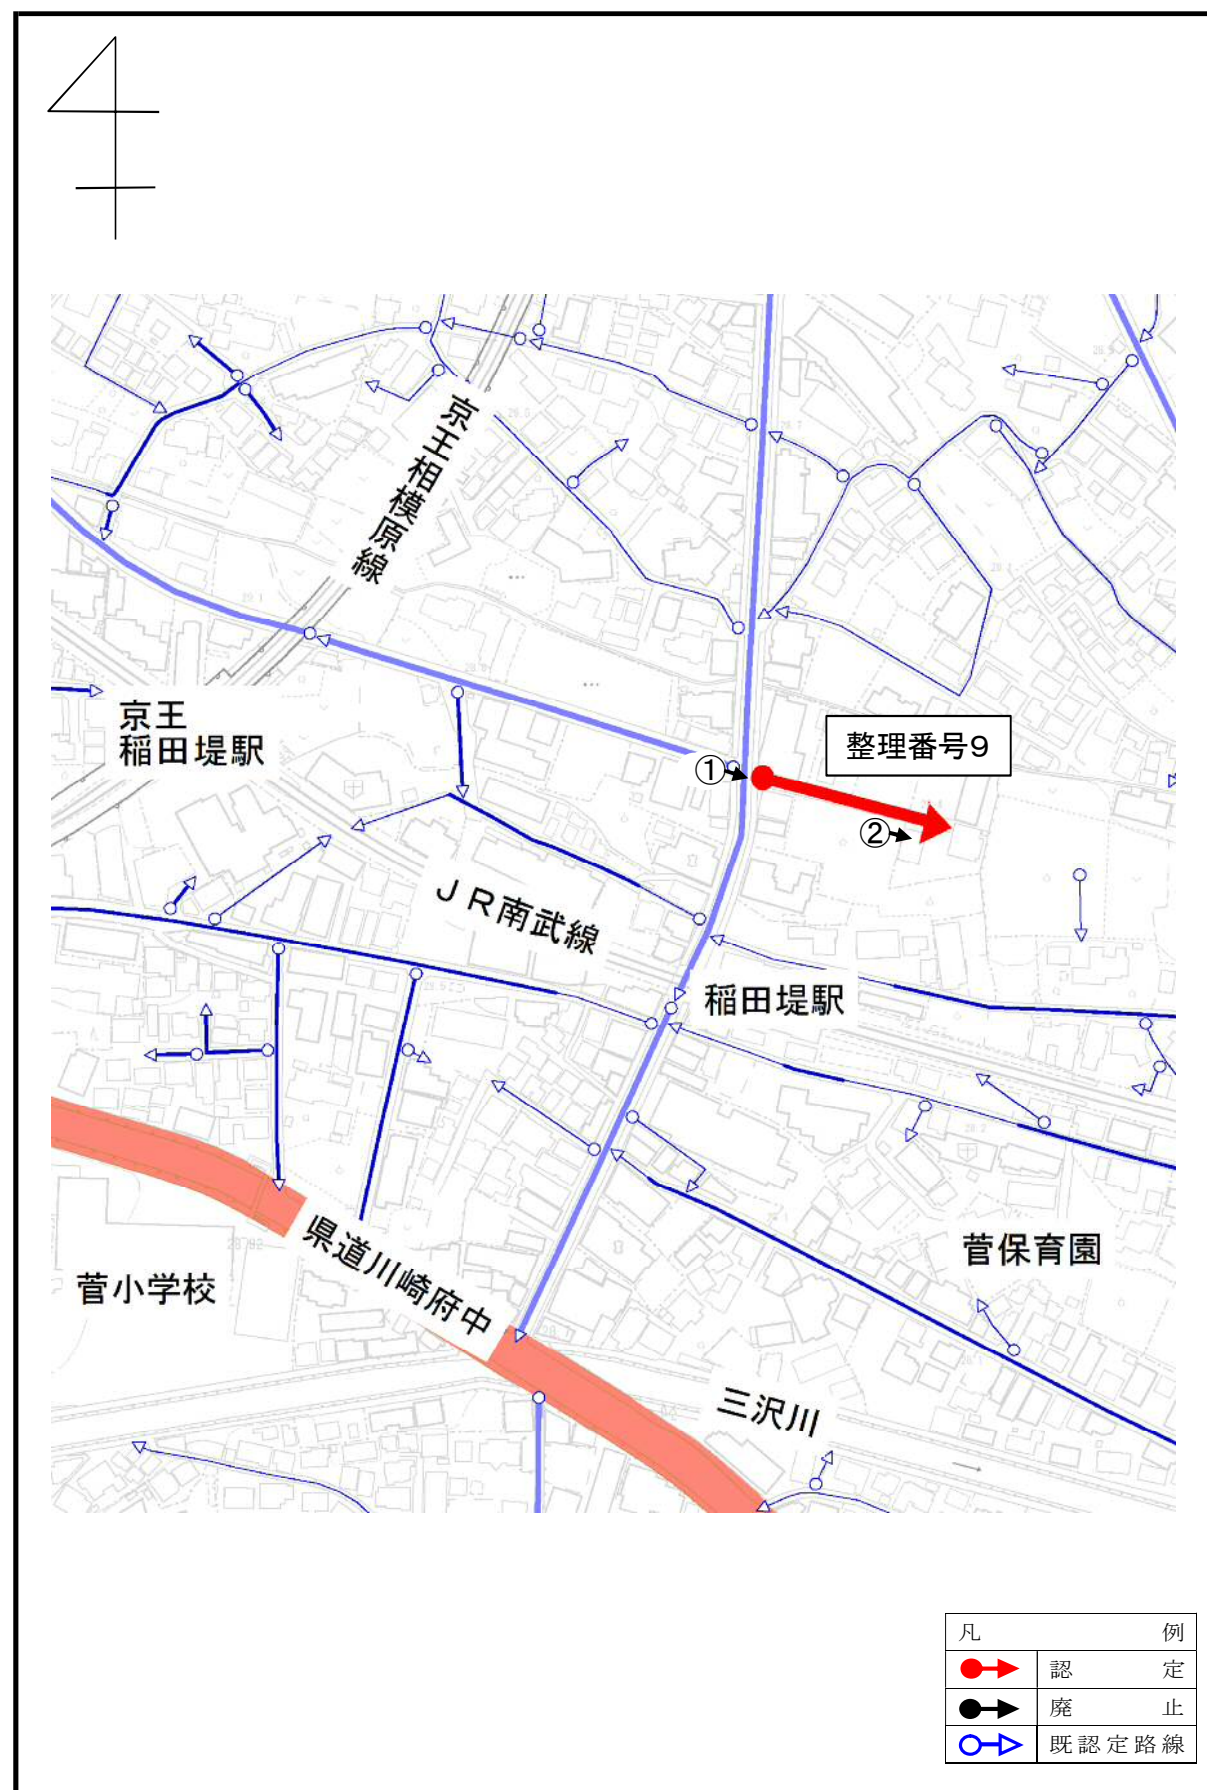 京王相模原線
京王
稲田堤駅
整理番号9
①
②
JR南武線
稲田堤駅
菅保育園
県道川崎府中
菅小学校
三沢川
凡例
認定
廃止
既認定路線